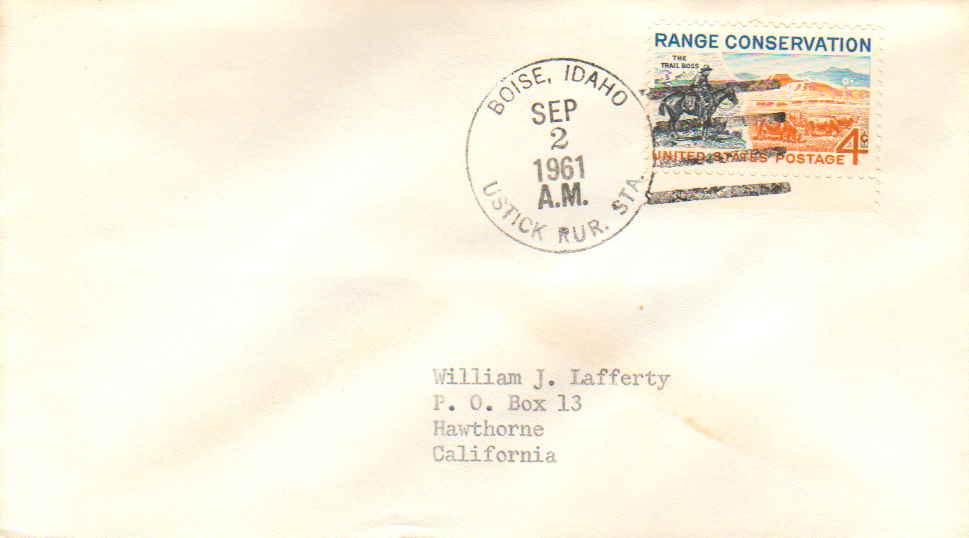 RANGE CONSERVATION
THE
TRAIL BOSS
4¢
UNITED STATES POSTAGE
BOISE, IDAHO
SEP
2
1961
A.M.
USTICK RUR. STA.
William J. Lafferty
P. O. Box 13
Hawthorne
California